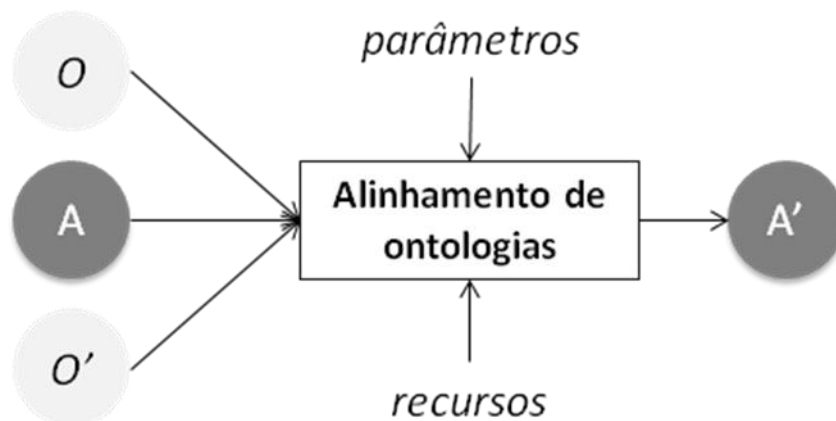 O
parâmetros
A
Alinhamento de
ontologias
A’
O’
recursos